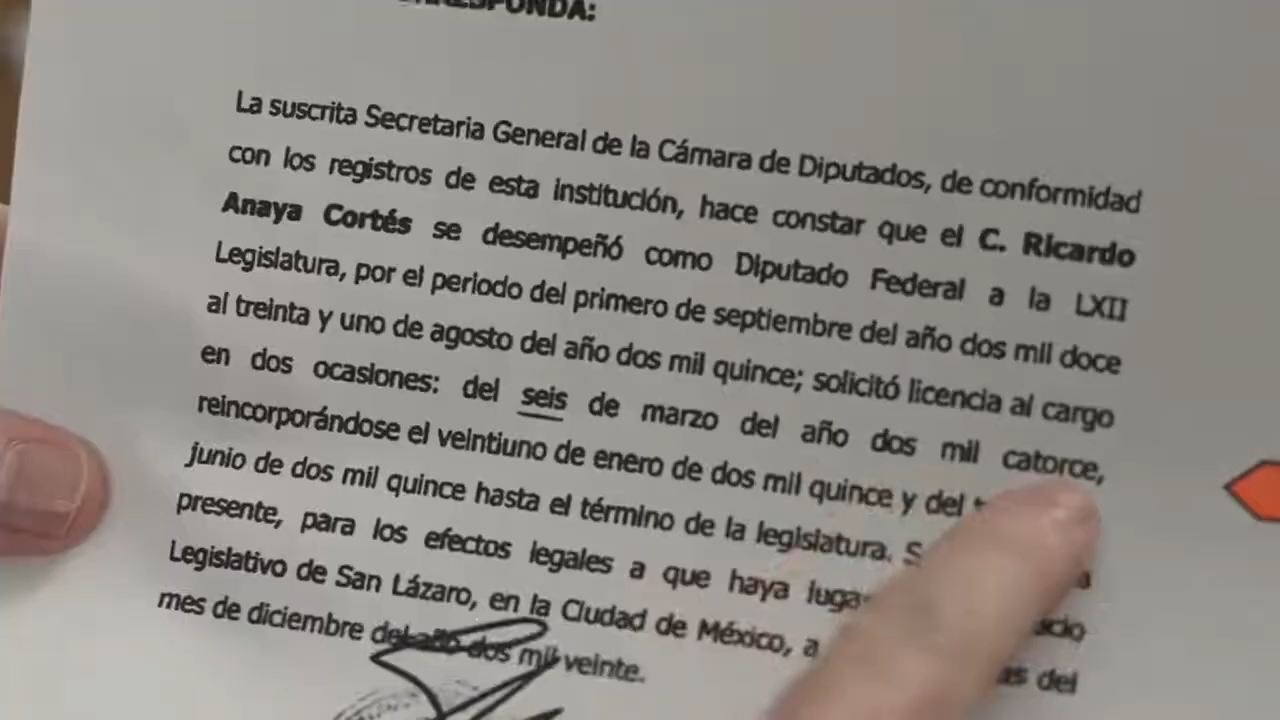 RRESPONDA:
La suscrita Secretaria General de la Cámara de Diputados, de conformidad
con los registros de esta institución, hace constar que el C. Ricardo
Anaya Cortés se desempeñó como Diputado Federal a la LXII
Legislatura, por el periodo del primero de septiembre del año dos mil doce
al treinta y uno de agosto del año dos mil quince; solicitó licencia al cargo
en dos ocasiones: del seis de marzo del año dos mil catorce,
reincorporándose el veintiuno de enero de dos mil quince y del
junio de dos mil quince hasta el término de la legislatura.
presente, para los efectos legales a que haya lugar
Legislativo de San Lázaro, en la Ciudad de México, a del
mes de diciembre del año dos mil veinte.